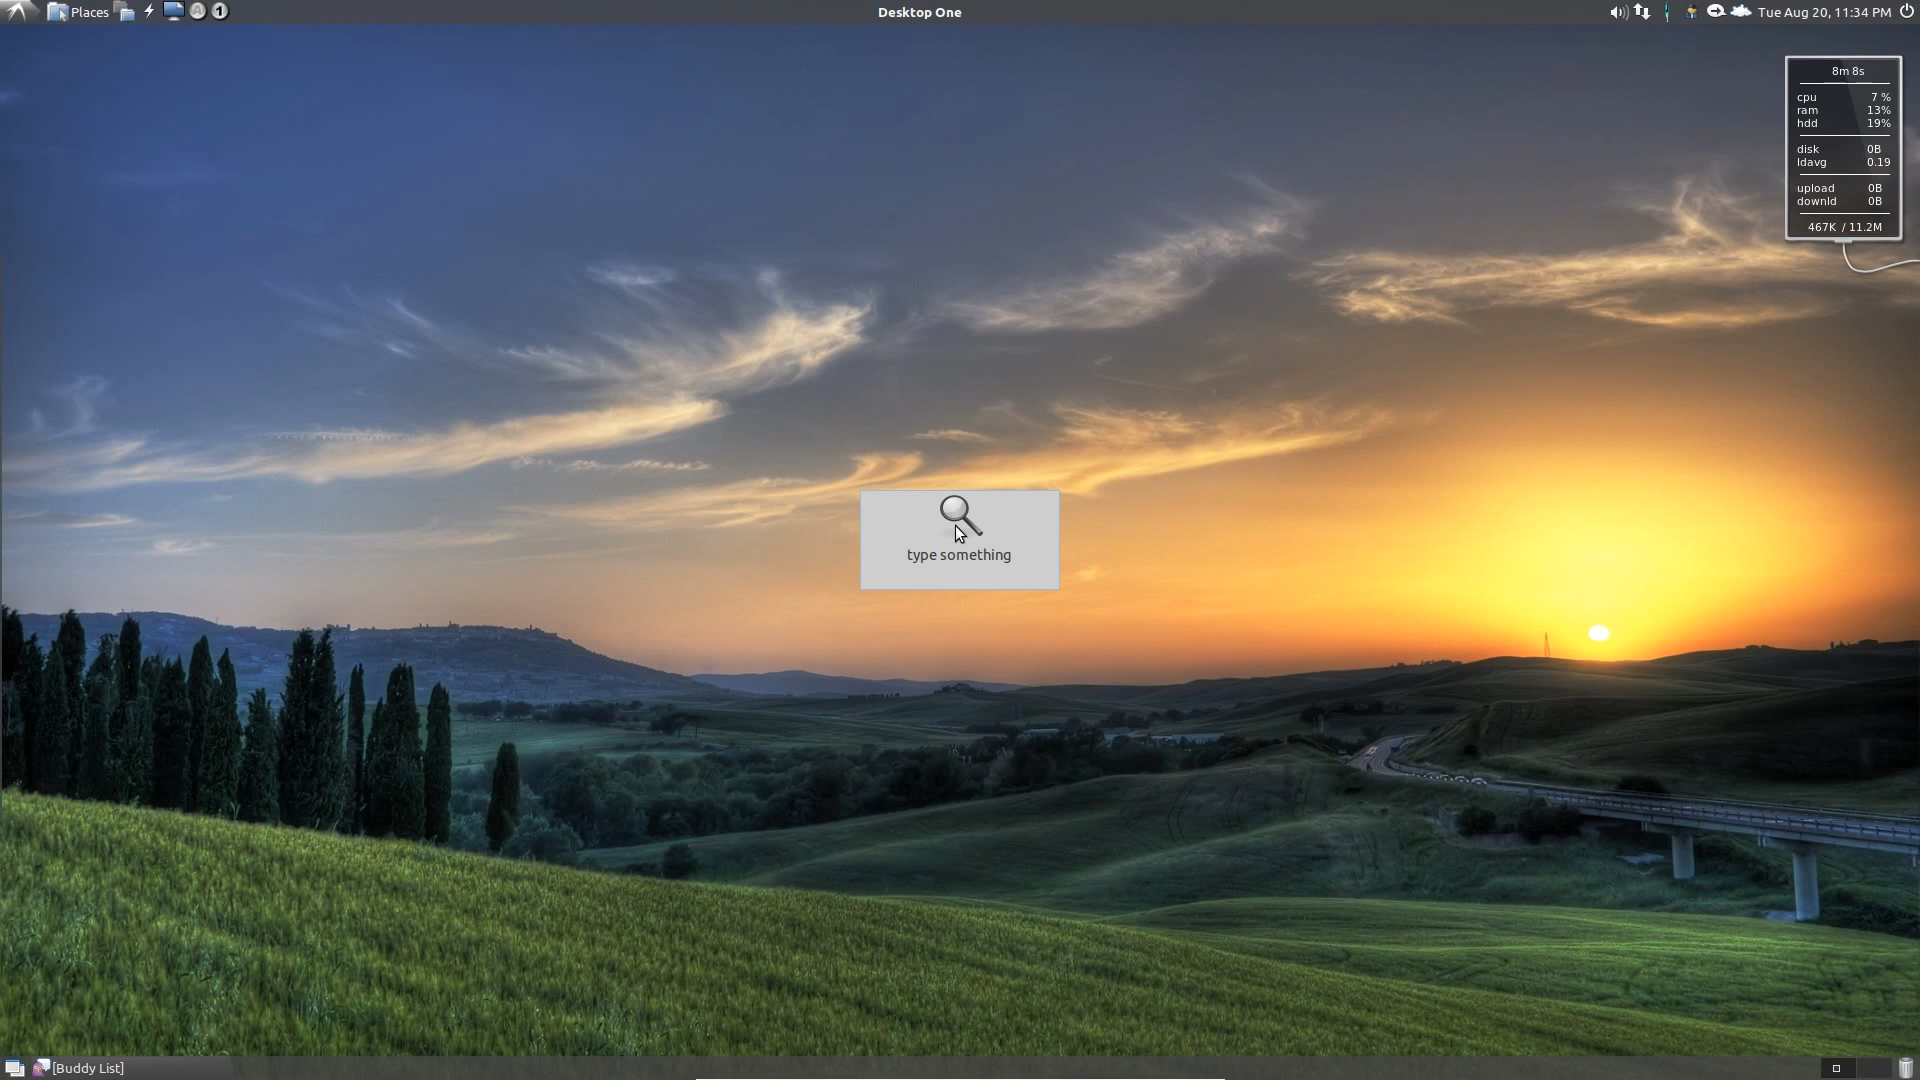 Places
1
Desktop One
Tue Aug 20, 11:34 PM
8m 8s
cpu 7 %
ram 13%
hdd 19%
disk 0B
ldavg 0.19
upload 0B
downld 0B
467K / 11.2M
type something
[Buddy List]